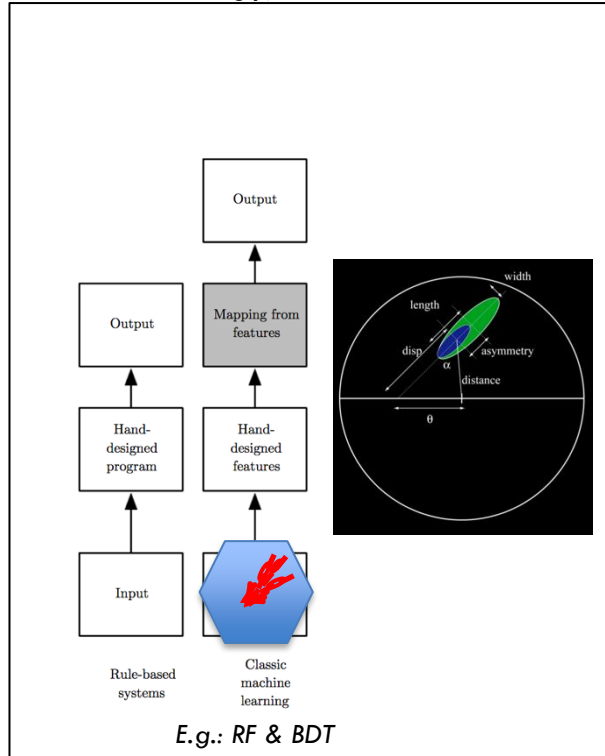 Output
Output
Mapping from
features
Hand-
designed
program
Hand-
designed
features
Input
Rule-based
systems
Classic
machine
learning
E.g.: RF & BDT
width
length
disp
asymmetry
α
distance
θ